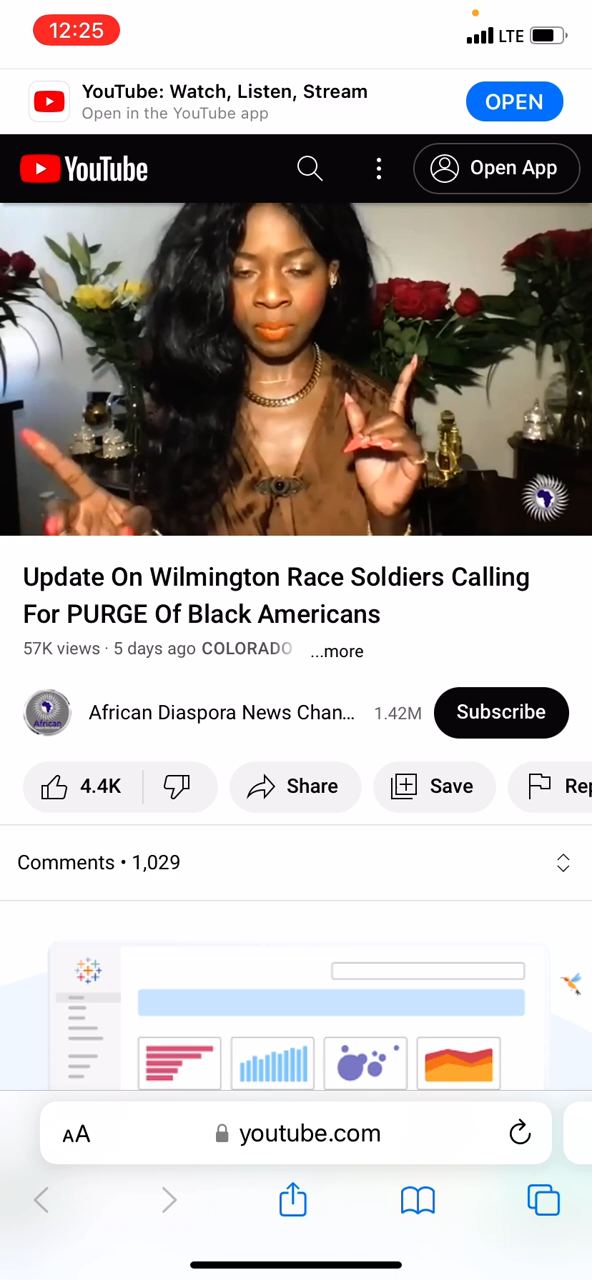 12:25
LTE
YouTube: Watch, Listen, Stream
Open in the YouTube app
OPEN
YouTube
Open App
Update On Wilmington Race Soldiers Calling
For PURGE Of Black Americans
57K views · 5 days ago COLORADO ...more
African
African Diaspora News Chan... 1.42M
Subscribe
4.4K
Share
Save
Rep
Comments • 1,029
AA
youtube.com